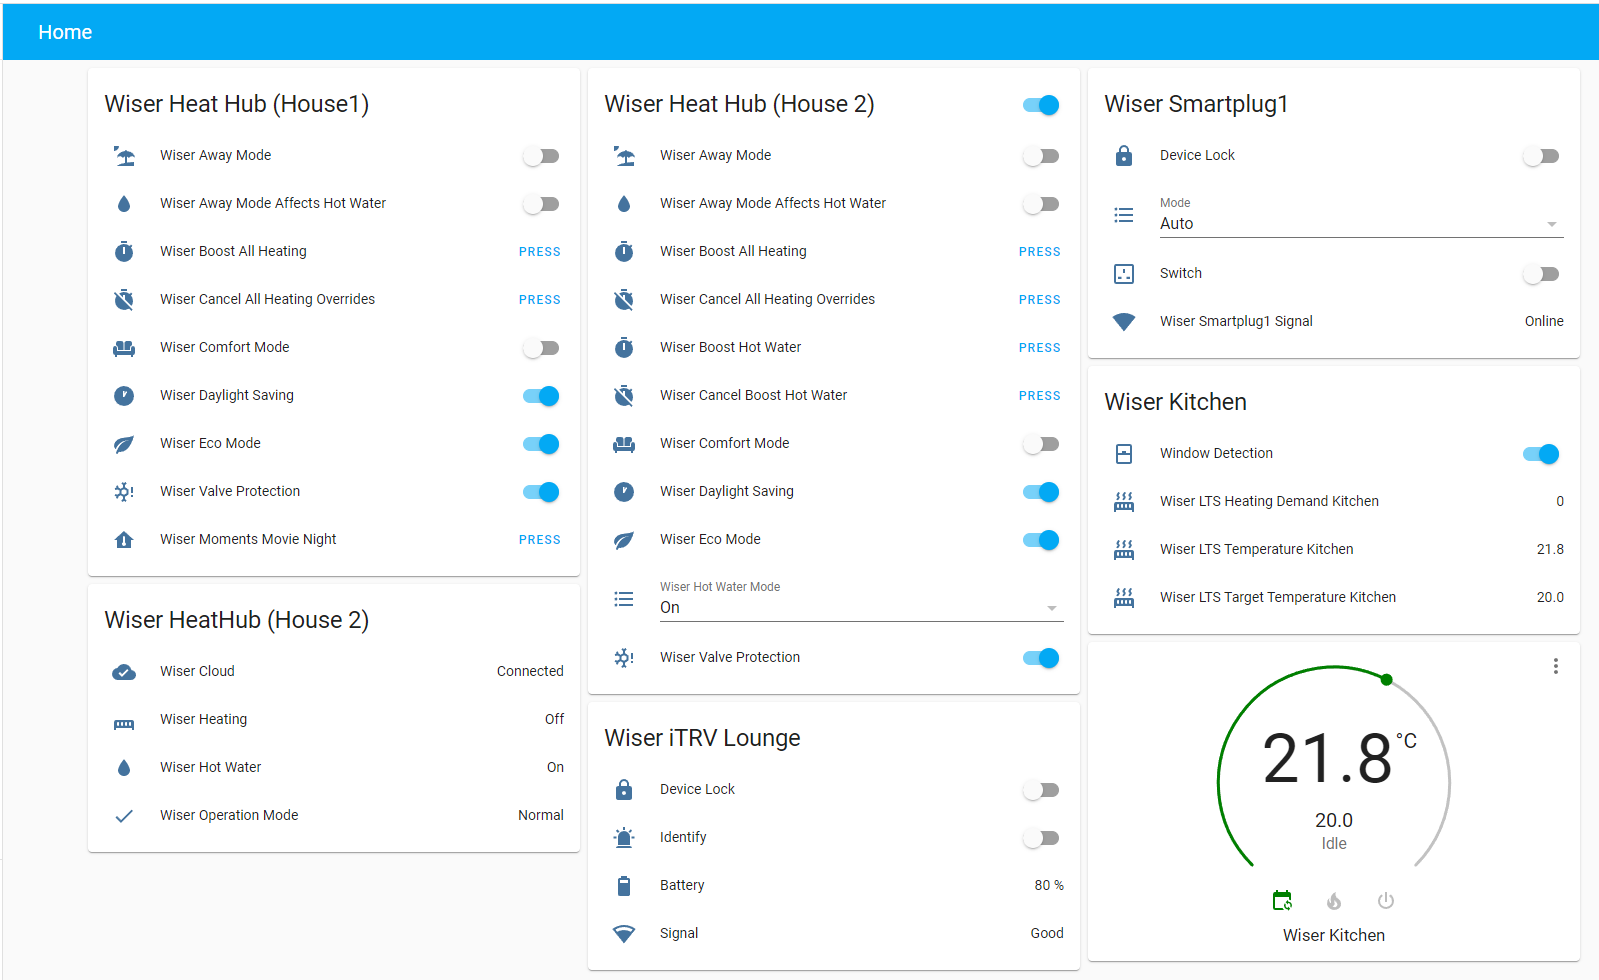 Home
Wiser Heat Hub (House1)
Wiser Away Mode
Wiser Away Mode Affects Hot Water
Wiser Boost All Heating PRESS
Wiser Cancel All Heating Overrides PRESS
Wiser Comfort Mode
Wiser Daylight Saving
Wiser Eco Mode
Wiser Valve Protection
Wiser Moments Movie Night PRESS
Wiser HeatHub (House 2)
Wiser Cloud Connected
Wiser Heating Off
Wiser Hot Water On
Wiser Operation Mode Normal
Wiser Heat Hub (House 2)
Wiser Away Mode
Wiser Away Mode Affects Hot Water
Wiser Boost All Heating PRESS
Wiser Cancel All Heating Overrides PRESS
Wiser Boost Hot Water PRESS
Wiser Cancel Boost Hot Water PRESS
Wiser Comfort Mode
Wiser Daylight Saving
Wiser Eco Mode
Wiser Hot Water Mode
On
Wiser Valve Protection
Wiser iTRV Lounge
Device Lock
Identify
Battery 80 %
Signal Good
Wiser Smartplug1
Device Lock
Mode
Auto
Switch
Wiser Smartplug1 Signal Online
Wiser Kitchen
Window Detection
Wiser LTS Heating Demand Kitchen 0
Wiser LTS Temperature Kitchen 21.8
Wiser LTS Target Temperature Kitchen 20.0
21.8 °C
20.0
Idle
Wiser Kitchen